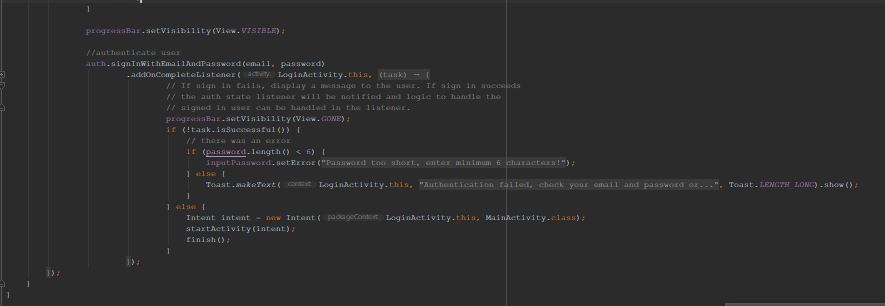 }
progressBar.setVisibility(View.VISIBLE);
//authenticate user
auth.signInWithEmailAndPassword(email, password)
.addOnCompleteListener( activity: LoginActivity.this, (task) → {
// If sign in fails, display a message to the user. If sign in succeeds
// the auth state listener will be notified and logic to handle the
// signed in user can be handled in the listener.
progressBar.setVisibility(View.GONE);
if (!task.isSuccessful()) {
// there was an error
if (password.length() < 6) {
inputPassword.setError("Password too short, enter minimum 6 characters!");
} else {
Toast.makeText( context: LoginActivity.this, "Authentication failed, check your email and password or...", Toast.LENGTH_LONG).show();
}
} else {
Intent intent = new Intent( packageContext: LoginActivity.this, MainActivity.class);
startActivity(intent);
finish();
}
});
});
}
}